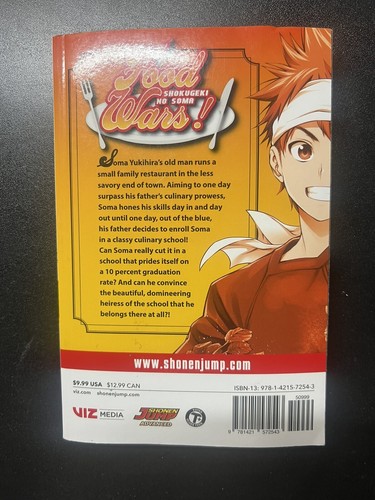 Food
Wars!
SHOKUGEKI
NO SOMA
Soma Yukihira's old man runs a
small family restaurant in the less
savory end of town. Aiming to one day
surpass his father's culinary prowess,
Soma hones his skills day in and day
out until one day, out of the blue,
his father decides to enroll Soma
in a classy culinary school!
Can Soma really cut it in a
school that prides itself on
a 10 percent graduation
rate? And can he convince
the beautiful, domineering
heiress of the school that he
belongs there at all?!
www.shonenjump.com
$9.99 USA $12.99 CAN
viz.com shonenjump.com
ISBN-13: 978-1-4215-7254-3
50999
9 781421 572543
VIZ MEDIA
SHONEN
JUMP
ADVANCED
T+